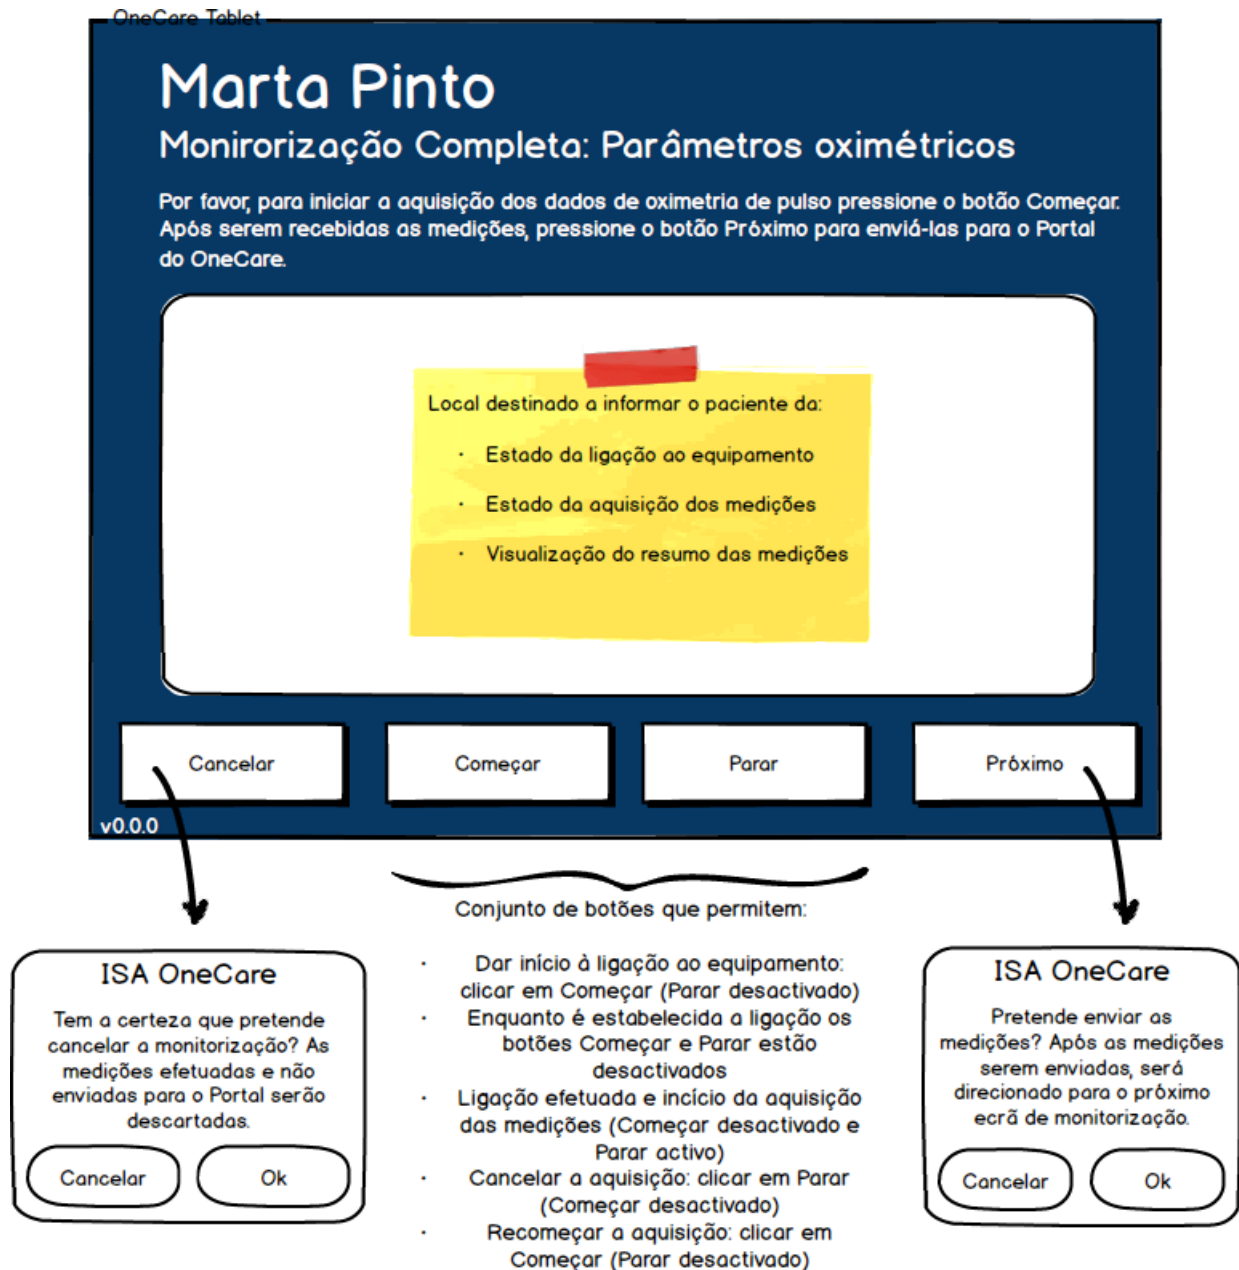 OneCare Tablet
Marta Pinto
Monirorização Completa: Parâmetros oximétricos
Por favor, para iniciar a aquisição dos dados de oximetria de pulso pressione o botão Começar.
Após serem recebidas as medições, pressione o botão Próximo para enviá-las para o Portal
do OneCare.
Local destinado a informar o paciente da:
· Estado da ligação ao equipamento
· Estado da aquisição dos medições
· Visualização do resumo das medições
Cancelar
Começar
Parar
Próximo
v0.0.0
ISA OneCare
Tem a certeza que pretende
cancelar a monitorização? As
medições efetuadas e não
enviadas para o Portal serão
descartadas.
Cancelar
Ok
Conjunto de botões que permitem:
· Dar início à ligação ao equipamento:
clicar em Começar (Parar desactivado)
· Enquanto é estabelecida a ligação os
botões Começar e Parar estão
desactivados
· Ligação efetuada e incício da aquisição
das medições (Começar desactivado e
Parar activo)
· Cancelar a aquisição: clicar em Parar
(Começar desactivado)
· Recomeçar a aquisição: clicar em
Começar (Parar desactivado)
ISA OneCare
Pretende enviar as
medições? Após as medições
serem enviadas, será
direcionado para o próximo
ecrã de monitorização.
Cancelar
Ok